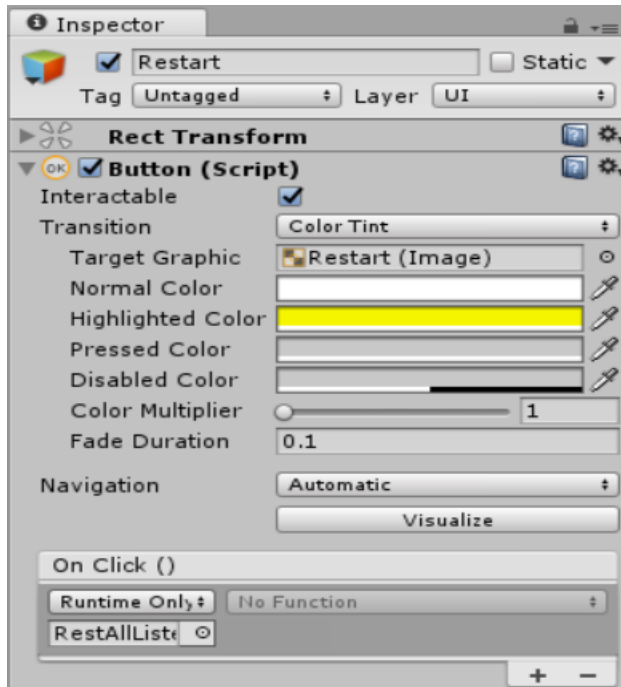 Inspector
Restart Static
Tag Untagged Layer UI
Rect Transform
OK Button (Script)
Interactable
Transition Color Tint
Target Graphic Restart (Image)
Normal Color
Highlighted Color
Pressed Color
Disabled Color
Color Multiplier 1
Fade Duration 0.1
Navigation Automatic
Visualize
On Click ()
Runtime Only No Function
RestAllListe
+ −